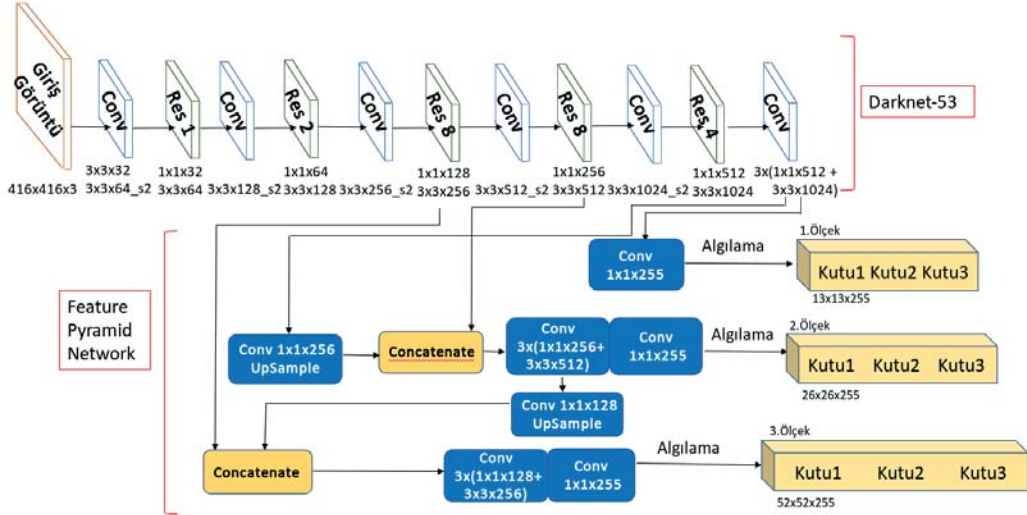 Giriş
Görüntü
Conv
Res 1
Conv
Res 2
Conv
Res 8
Conv
Res 8
Conv
Res 4
Conv
Darknet-53
416x416x3
3x3x32
3x3x64_s2
1x1x32
3x3x64
3x3x128_s2
1x1x64
3x3x128
3x3x256_s2
1x1x128
3x3x256
3x3x512_s2
1x1x256
3x3x512
3x3x1024_s2
1x1x512
3x3x1024
3x(1x1x512 +
3x3x1024)
Feature
Pyramid
Network
Conv
1x1x255
Algılama
1.Ölçek
Kutu1 Kutu2 Kutu3
13x13x255
Conv 1x1x256
UpSample
Concatenate
Conv
3x(1x1x256+
3x3x512)
Conv
1x1x255
Algılama
2.Ölçek
Kutu1 Kutu2 Kutu3
26x26x255
Conv 1x1x128
UpSample
Concatenate
Conv
3x(1x1x128+
3x3x256)
Conv
1x1x255
Algılama
3.Ölçek
Kutu1 Kutu2 Kutu3
52x52x255